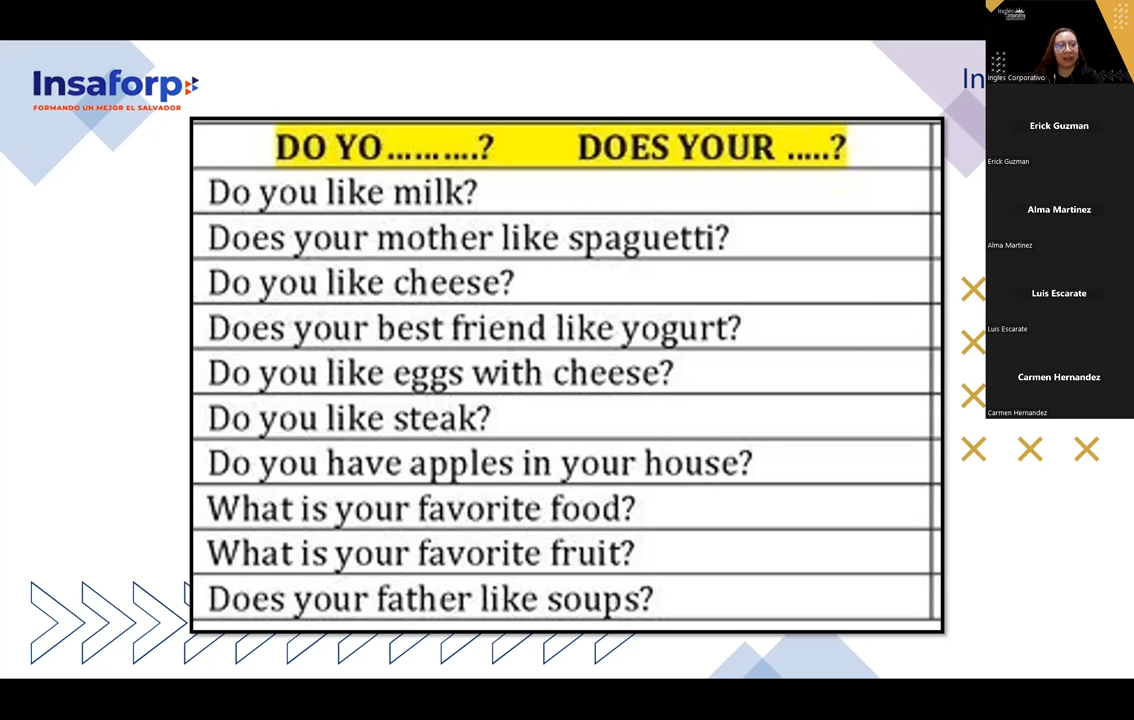 Insaforp
FORMANDO UN MEJOR EL SALVADOR
In
DO YO..........? DOES YOUR .....?
Do you like milk?
Does your mother like spaguetti?
Do you like cheese?
Does your best friend like yogurt?
Do you like eggs with cheese?
Do you like steak?
Do you have apples in your house?
What is your favorite food?
What is your favorite fruit?
Does your father like soups?
Inglés
Corporativo
Inglés Corporativo
Erick Guzman
Erick Guzman
Alma Martinez
Alma Martinez
Luis Escarate
Luis Escarate
Carmen Hernandez
Carmen Hernandez